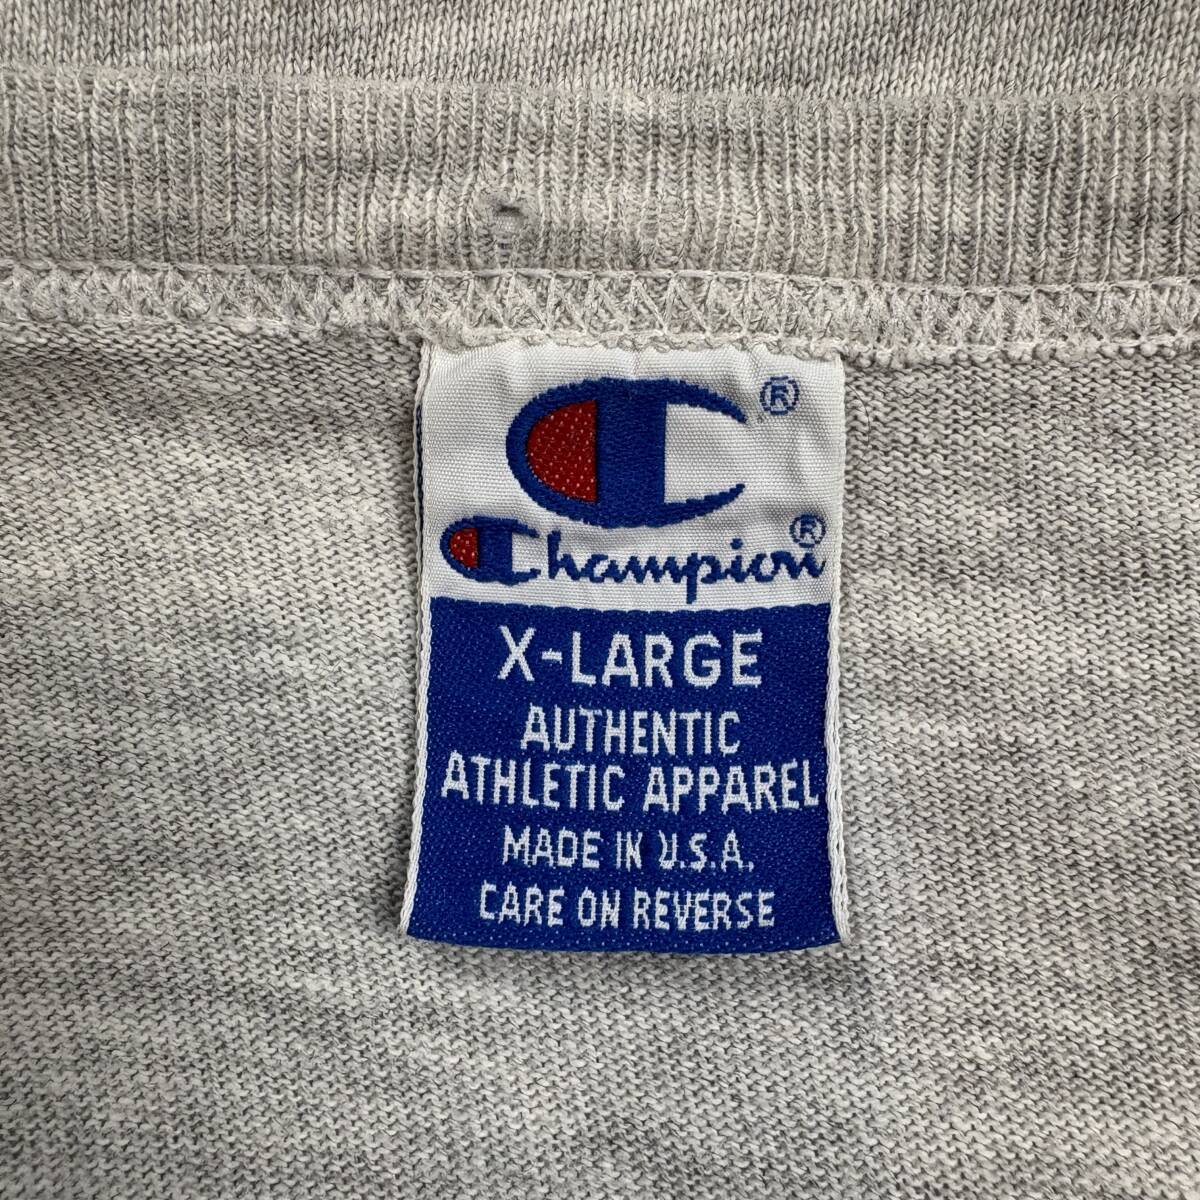 ®
Champion®
X-LARGE
AUTHENTIC
ATHLETIC APPAREL
MADE IN U.S.A.
CARE ON REVERSE